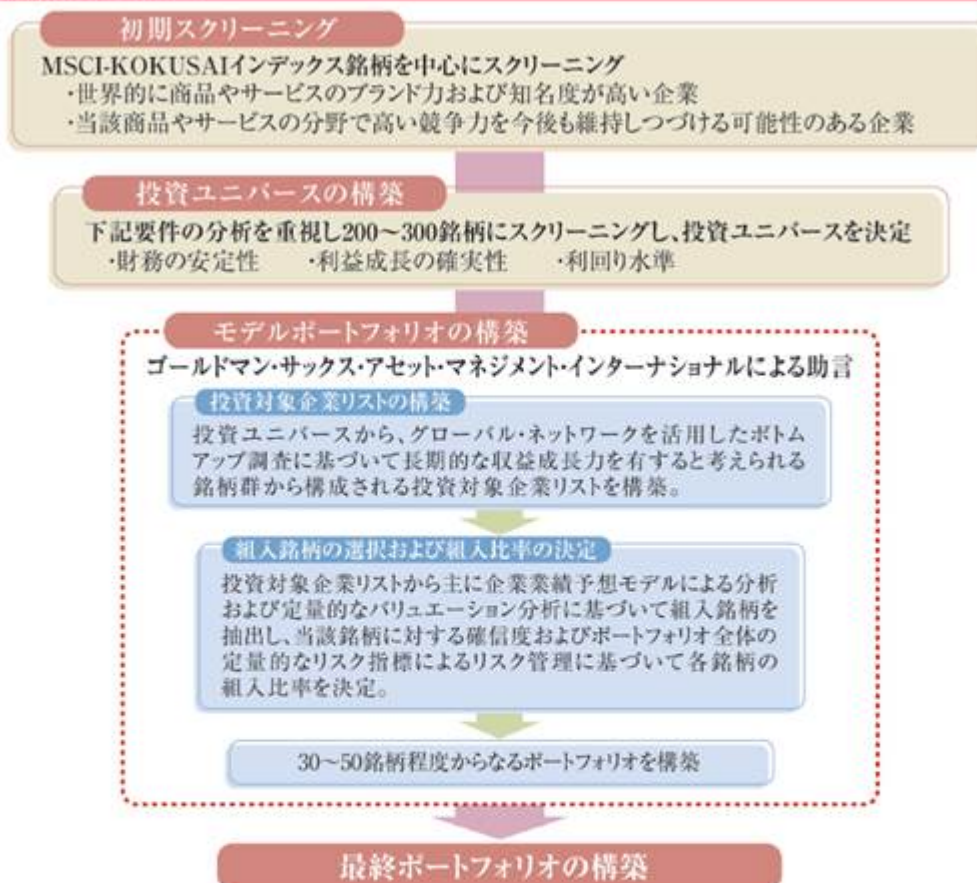 初期スクリーニング
MSCI-KOKUSAIインデックス銘柄を中心にスクリーニング
・世界的に商品やサービスのブランド力および知名度が高い企業
・当該商品やサービスの分野で高い競争力を今後も維持しつづける可能性のある企業
投資ユニバースの構築
下記要件の分析を重視し200〜300銘柄にスクリーニングし、投資ユニバースを決定
・財務の安定性 ・利益成長の確実性 ・利回り水準
モデルポートフォリオの構築
ゴールドマン・サックス・アセット・マネジメント・インターナショナルによる助言
投資対象企業リストの構築
投資ユニバースから、グローバル・ネットワークを活用したボトム
アップ調査に基づいて長期的な収益成長力を有すると考えられる
銘柄群から構成される投資対象企業リストを構築。
組入銘柄の選択および組入比率の決定
投資対象企業リストから主に企業業績予想モデルによる分析
および定量的なバリュエーション分析に基づいて組入銘柄を
抽出し、当該銘柄に対する確信度およびポートフォリオ全体の
定量的なリスク指標によるリスク管理に基づいて各銘柄の
組入比率を決定。
30〜50銘柄程度からなるポートフォリオを構築
最終ポートフォリオの構築